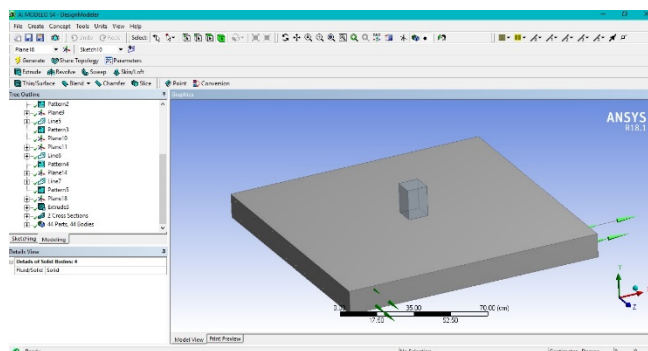 A: MODELO S4 - DesignModeler
File Create Concept Tools Units View Help
Undo Redo Select:
Plane18 Sketch10
Generate Share Topology Parameters
Extrude Revolve Sweep Skin/Loft
Thin/Surface Blend Chamfer Slice Point Conversion
Tree Outline
Graphics
Pattern2
Plane9
Line5
Pattern3
Plane10
Plane11
Line6
Pattern4
Plane14
Line7
Pattern5
Plane18
Extrude3
2 Cross Sections
44 Parts, 44 Bodies
Sketching Modeling
Details View
Details of Solid Bodies: 4
Fluid/Solid Solid
ANSYS
R18.1
0.00 35.00 70.00 (cm)
17.50 52.50
Y
X
Z
Model View Print Preview
Ready
No Selection